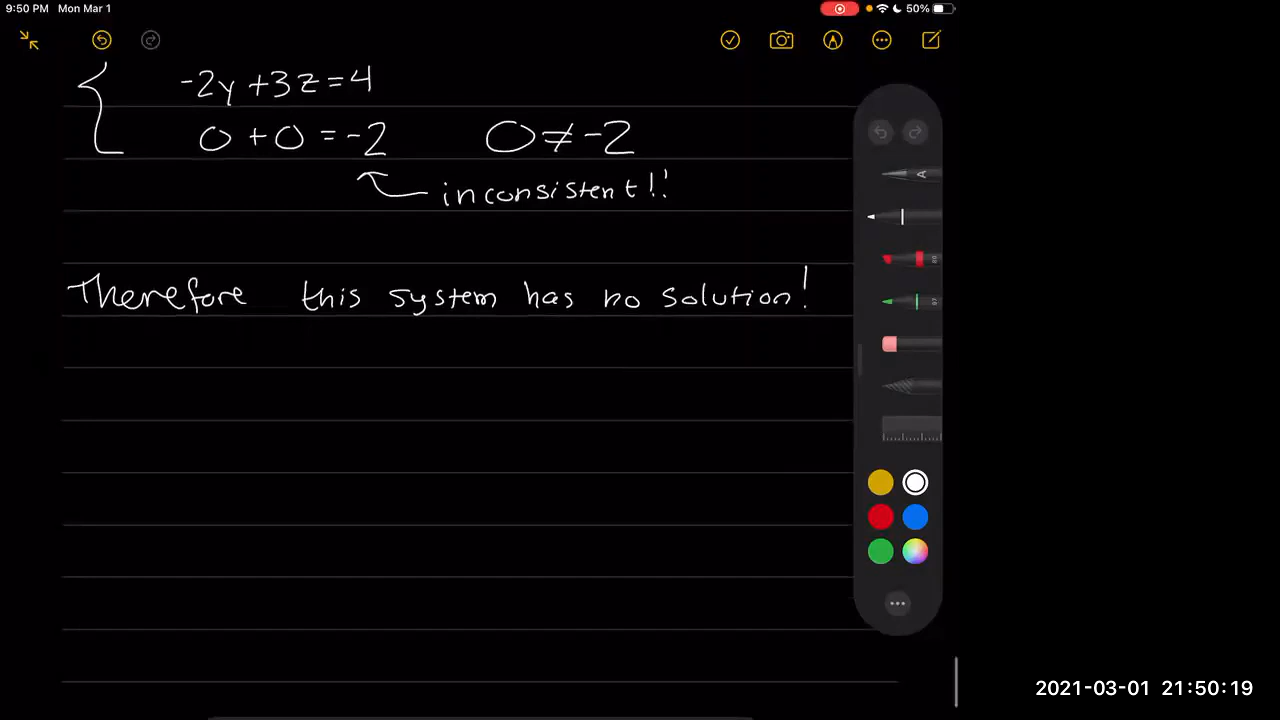 9:50 PM Mon Mar 1
50%
-2y + 3z = 4
0 + 0 = -2 0 ≠ -2
inconsistent!!
Therefore this system has no solution!
2021-03-01 21:50:19